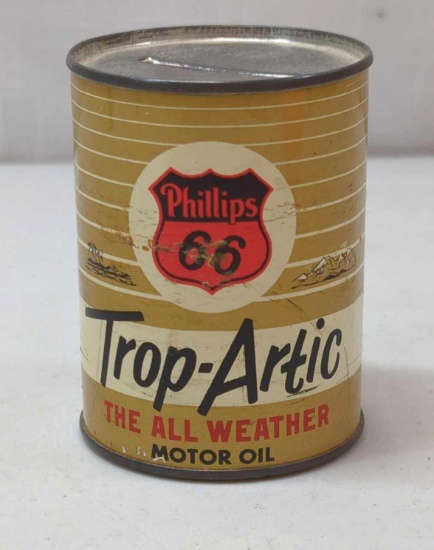 Phillips
66
Trop-Artic
THE ALL WEATHER
MOTOR OIL